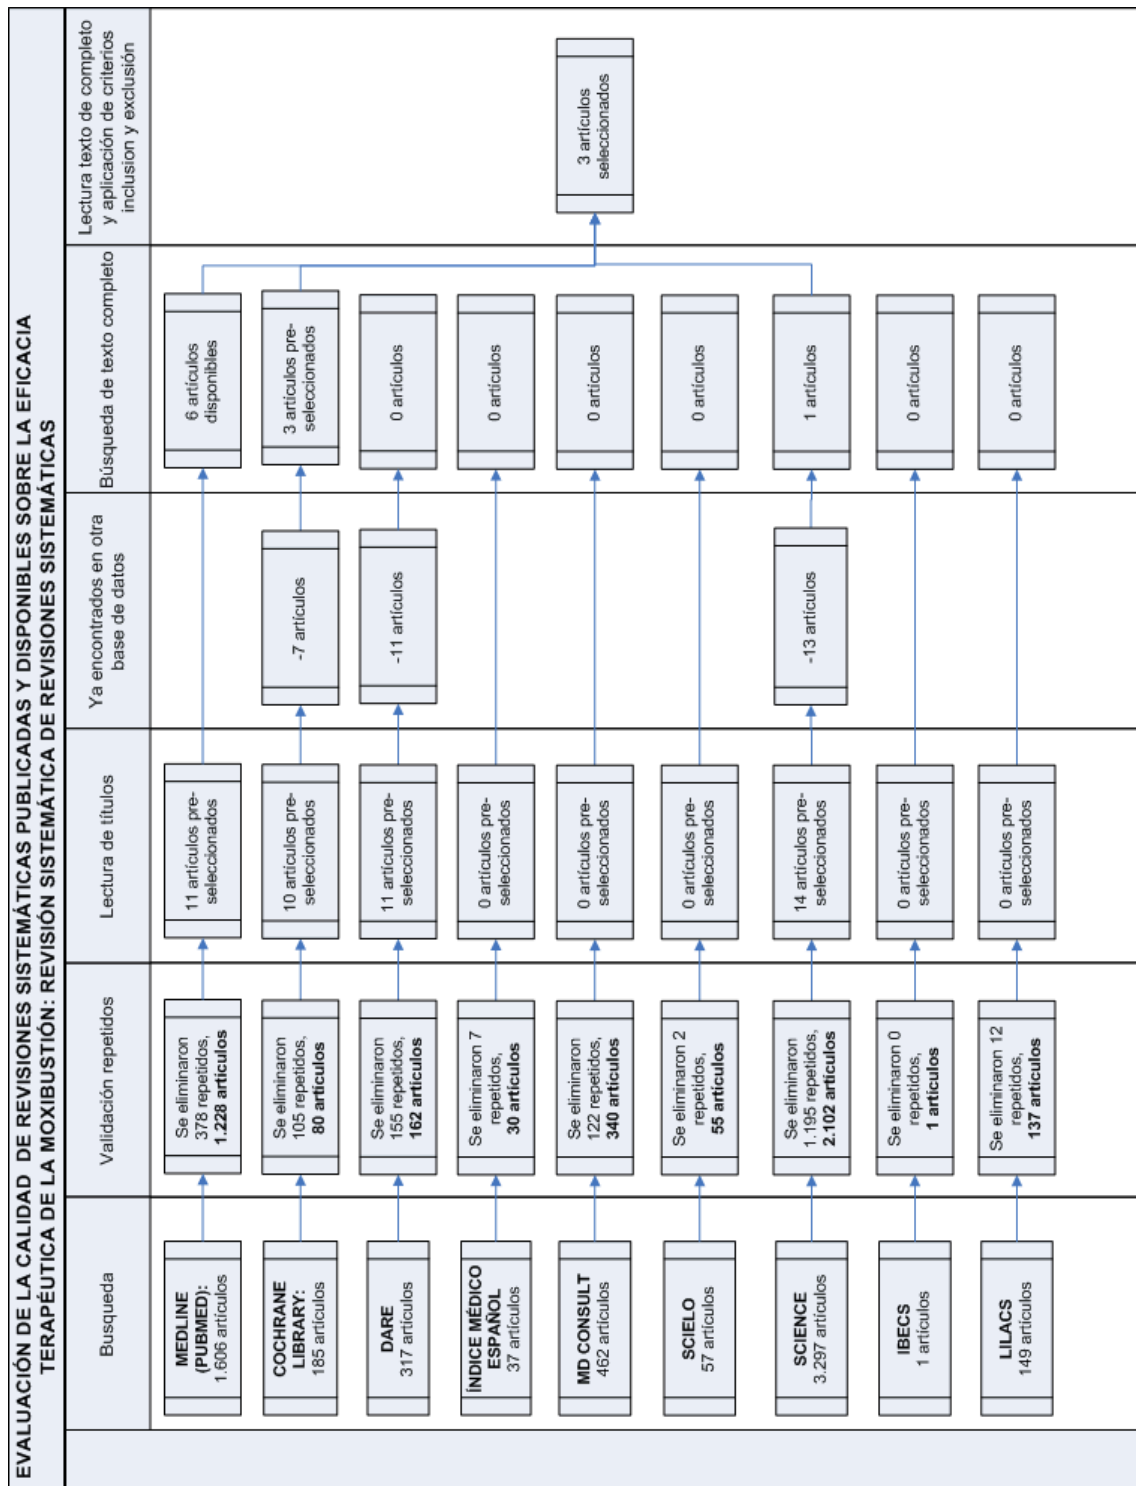 EVALUACIÓN DE LA CALIDAD DE REVISIONES SISTEMÁTICAS PUBLICADAS Y DISPONIBLES SOBRE LA EFICACIA
TERAPÉUTICA DE LA MOXIBUSTIÓN: REVISIÓN SISTEMÁTICA DE REVISIONES SISTEMÁTICAS
Busqueda
Validación repetidos
Lectura de títulos
Ya encontrados en otra
base de datos
Búsqueda de texto completo
Lectura texto de completo
y aplicación de criterios
inclusion y exclusión
MEDLINE
(PUBMED):
1.606 artículos
Se eliminaron
378 repetidos,
1.228 artículos
11 artículos pre-
seleccionados
6 artículos
disponibles
COCHRANE
LIBRARY:
185 artículos
Se eliminaron
105 repetidos,
80 artículos
10 artículos pre-
seleccionados
-7 artículos
3 artículos pre-
seleccionados
DARE
317 artículos
Se eliminaron
155 repetidos,
162 artículos
11 artículos pre-
seleccionados
-11 artículos
0 artículos
ÍNDICE MÉDICO
ESPAÑOL
37 artículos
Se eliminaron 7
repetidos,
30 artículos
0 artículos pre-
seleccionados
0 artículos
MD CONSULT
462 artículos
Se eliminaron
122 repetidos,
340 artículos
0 artículos pre-
seleccionados
0 artículos
3 artículos
seleccionados
SCIELO
57 artículos
Se eliminaron 2
repetidos,
55 artículos
0 artículos pre-
seleccionados
0 artículos
SCIENCE
3.297 artículos
Se eliminaron
1.195 repetidos,
2.102 artículos
14 artículos pre-
seleccionados
-13 artículos
1 artículos
IBECS
1 artículos
Se eliminaron 0
repetidos,
1 artículos
0 artículos pre-
seleccionados
0 artículos
LILACS
149 artículos
Se eliminaron 12
repetidos,
137 artículos
0 artículos pre-
seleccionados
0 artículos